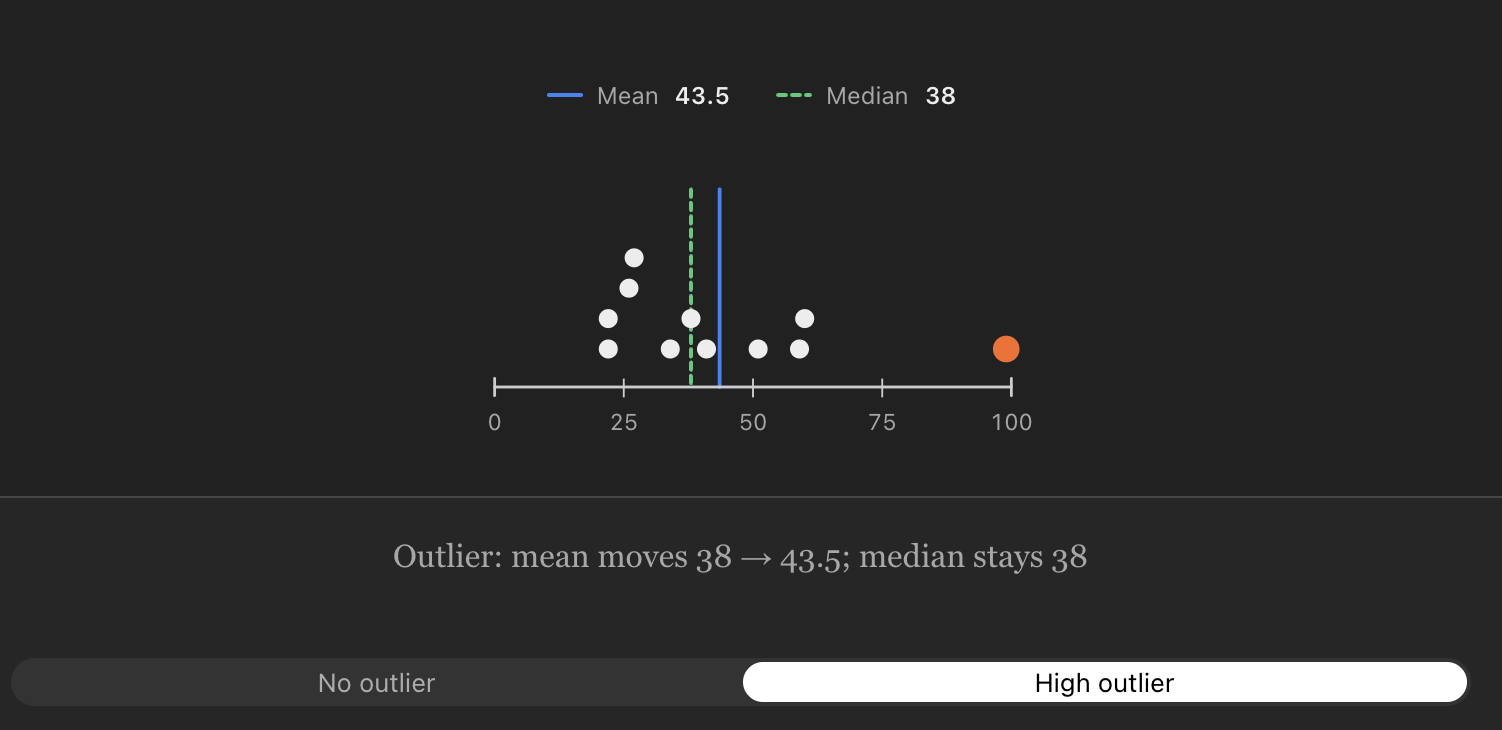 Mean 43.5 Median 38
0 25 50 75 100
Outlier: mean moves 38 → 43.5; median stays 38
No outlier High outlier